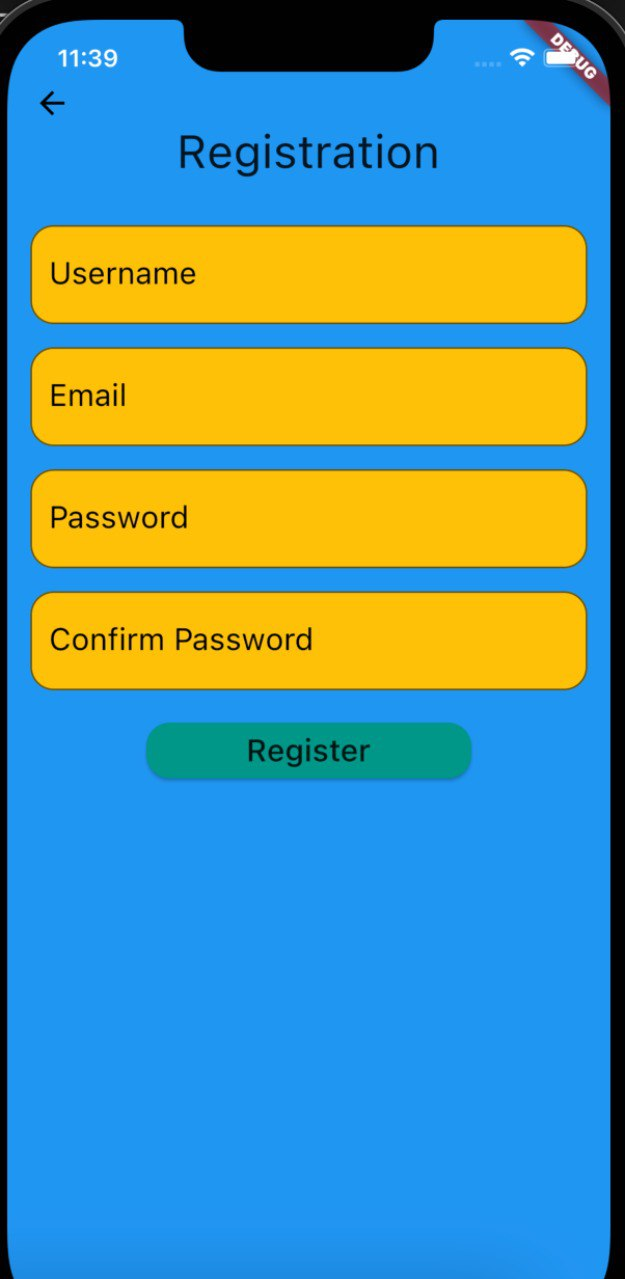 11:39
DEBUG
Registration
Username
Email
Password
Confirm Password
Register